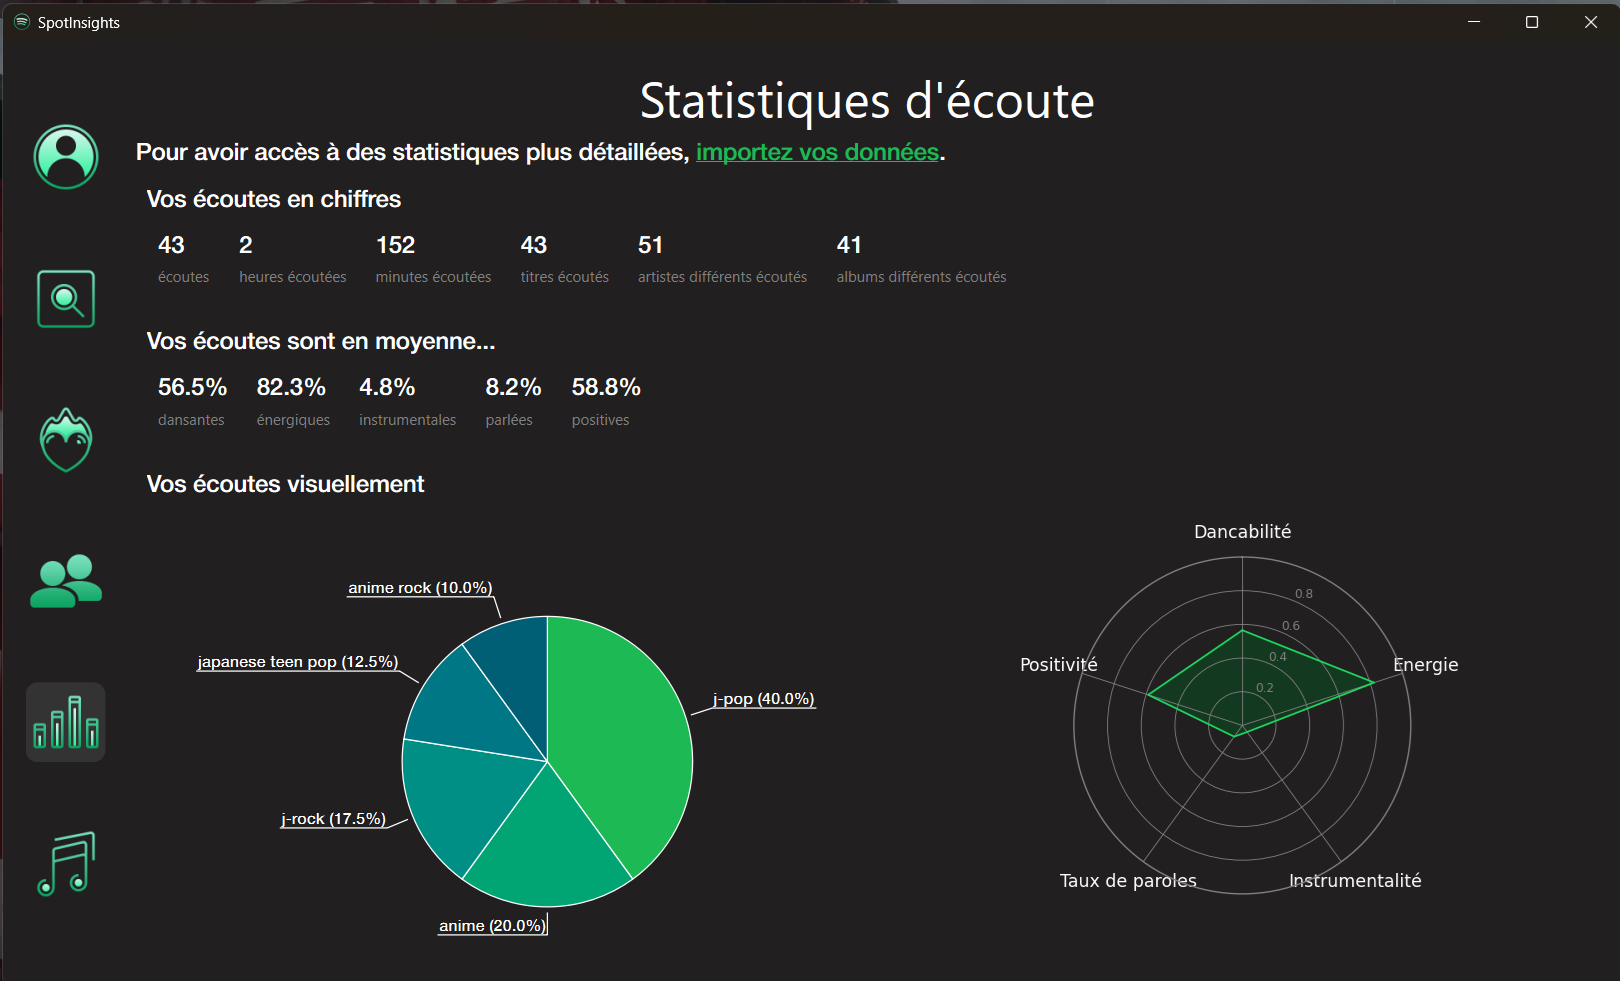 SpotInsights
Statistiques d'écoute
Pour avoir accès à des statistiques plus détaillées, importez vos données.
Vos écoutes en chiffres
43 2 152 43 51 41
écoutes heures écoutées minutes écoutées titres écoutés artistes différents écoutés albums différents écoutés
Vos écoutes sont en moyenne...
56.5% 82.3% 4.8% 8.2% 58.8%
dansantes énergiques instrumentales parlées positives
Vos écoutes visuellement
anime rock (10.0%)
japanese teen pop (12.5%)
j-pop (40.0%)
j-rock (17.5%)
anime (20.0%)
Dancabilité
0.8
0.6
0.4
Positivité
Energie
0.2
Taux de paroles
Instrumentalité